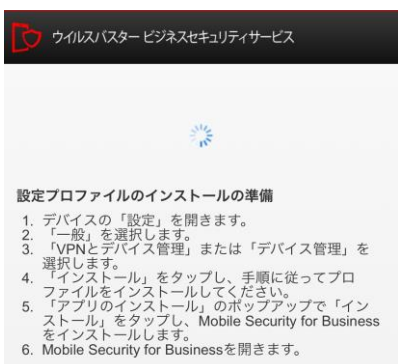 ウイルスバスター ビジネスセキュリティサービス
設定プロファイルのインストールの準備
1. デバイスの「設定」を開きます。
2. 「一般」を選択します。
3. 「VPNとデバイス管理」または「デバイス管理」を
選択します。
4. 「インストール」をタップし、手順に従ってプロ
ファイルをインストールしてください。
5. 「アプリのインストール」のポップアップで「イン
ストール」をタップし、Mobile Security for Business
をインストールします。
6. Mobile Security for Businessを開きます。